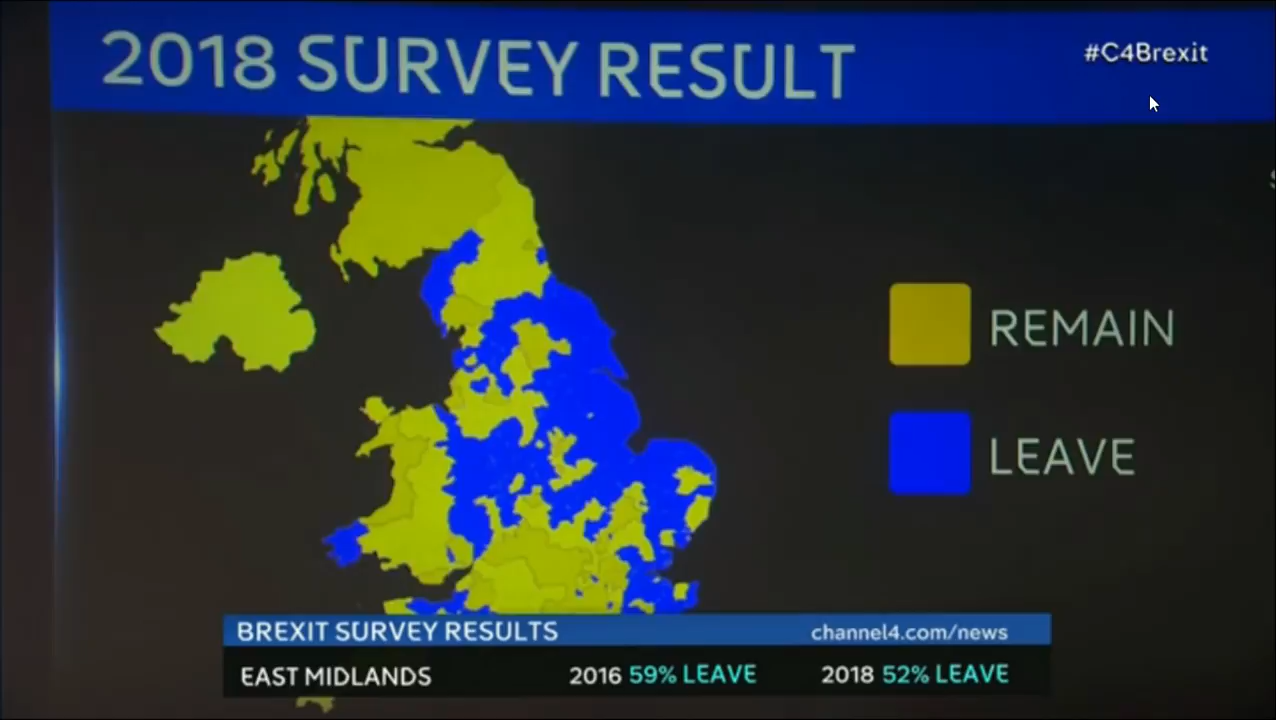 2018 SURVEY RESULT
#C4Brexit
REMAIN
LEAVE
BREXIT SURVEY RESULTS
channel4.com/news
EAST MIDLANDS 2016 59% LEAVE 2018 52% LEAVE